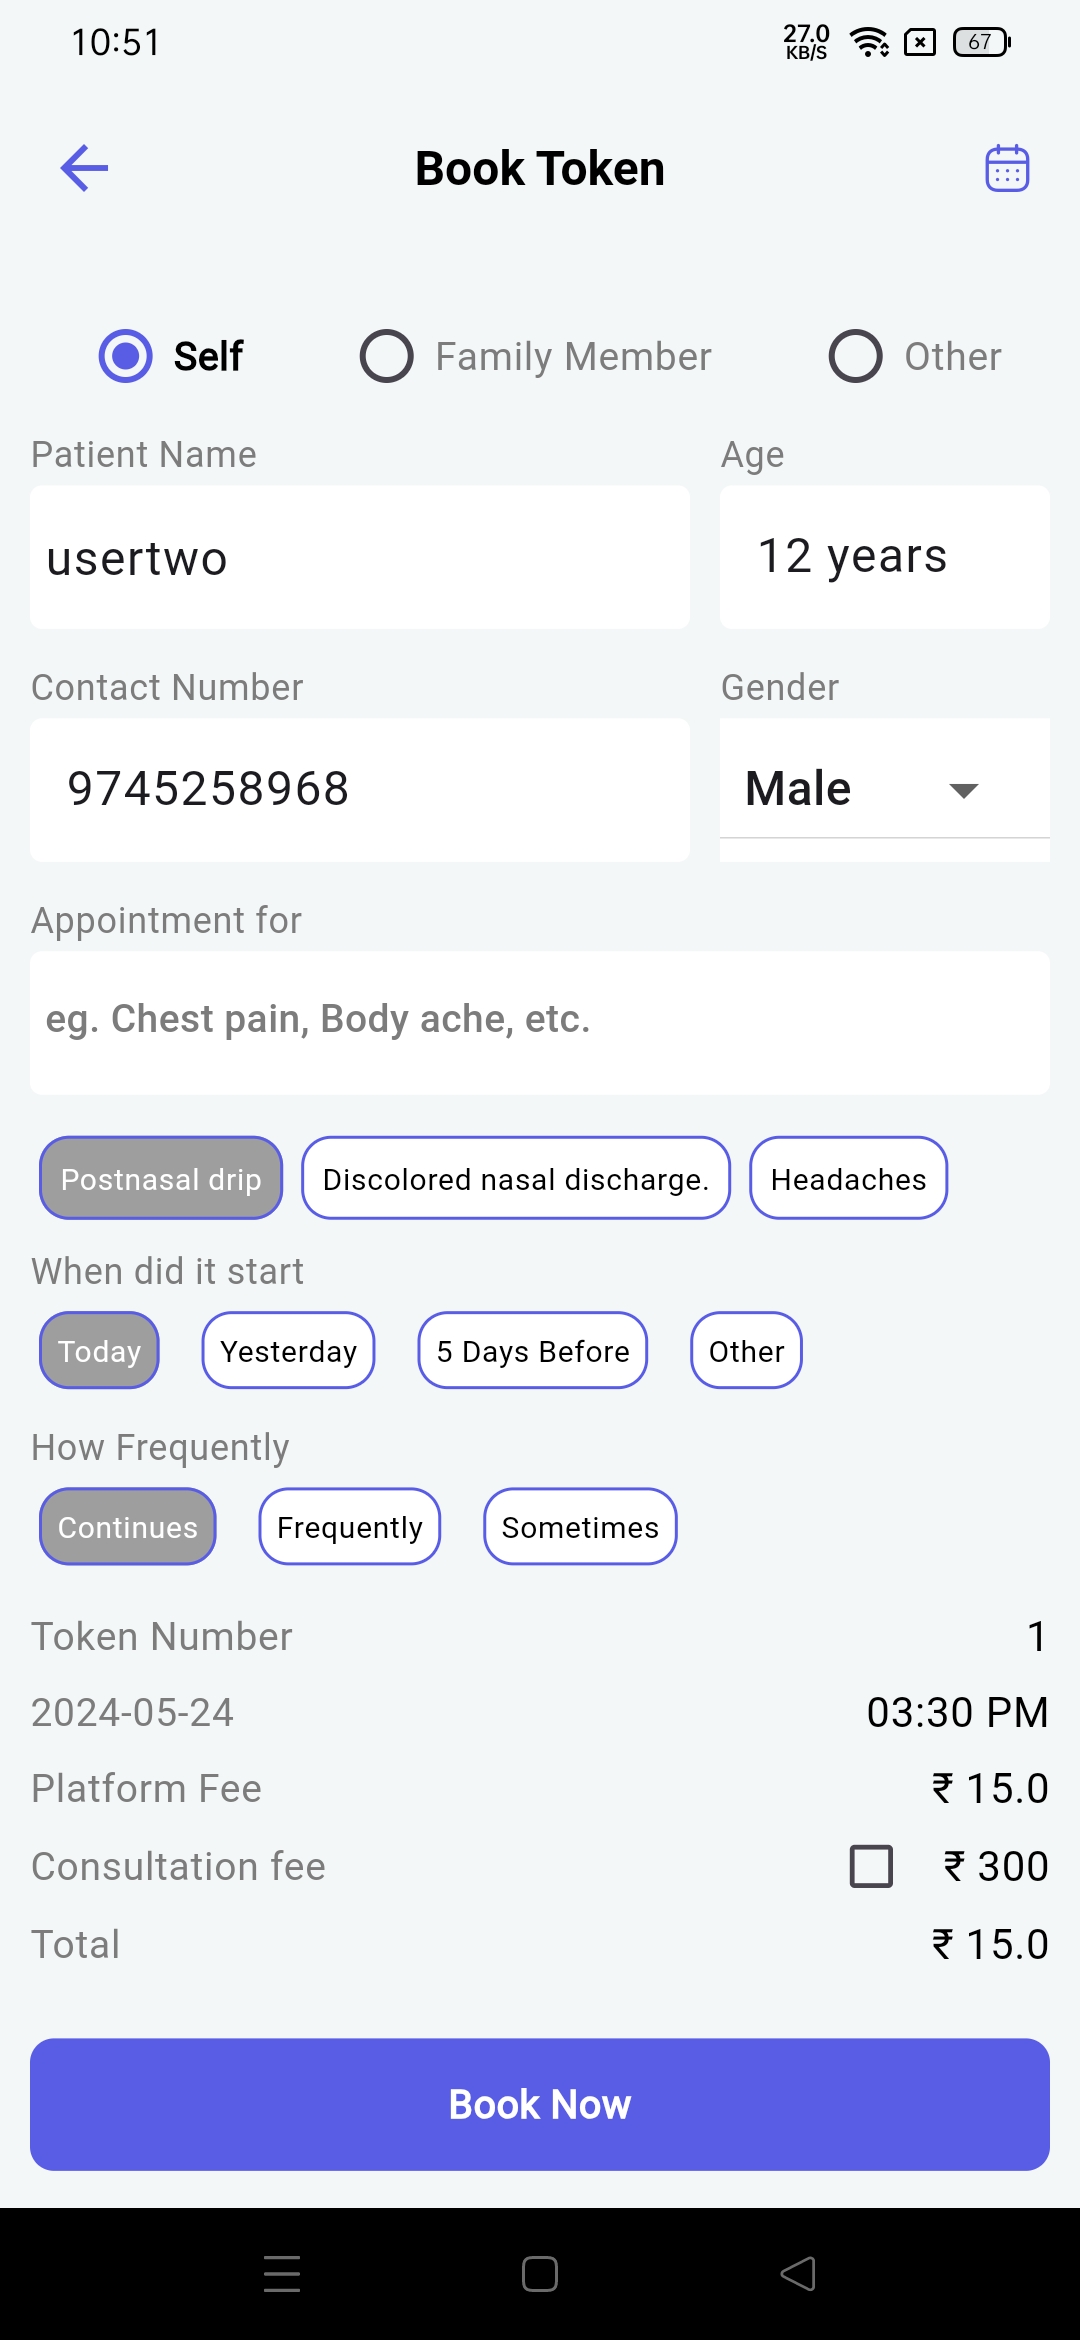 10:51
27.0
KB/S
67
Book Token
Self Family Member Other
Patient Name Age
usertwo 12 years
Contact Number Gender
9745258968 Male
Appointment for
eg. Chest pain, Body ache, etc.
Postnasal drip Discolored nasal discharge. Headaches
When did it start
Today Yesterday 5 Days Before Other
How Frequently
Continues Frequently Sometimes
Token Number 1
2024-05-24 03:30 PM
Platform Fee ₹ 15.0
Consultation fee ₹ 300
Total ₹ 15.0
Book Now